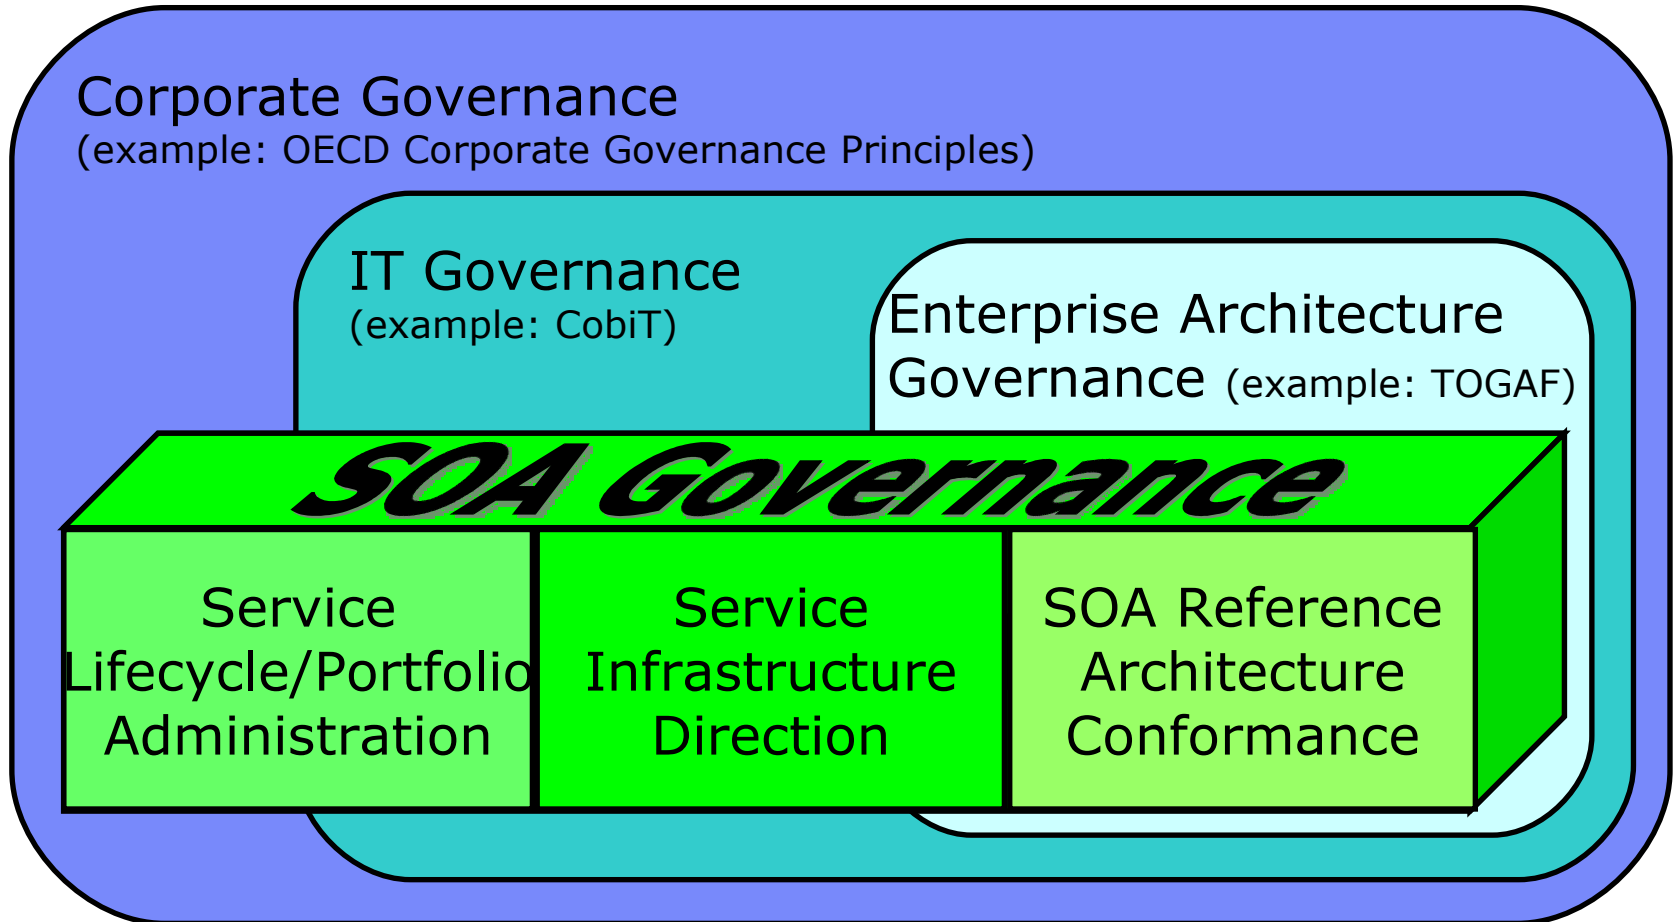 Corporate Governance
(example: OECD Corporate Governance Principles)
IT Governance
(example: CobiT)
Enterprise Architecture
Governance (example: TOGAF)
SOA Governance
Service
Lifecycle/Portfolio
Administration
Service
Infrastructure
Direction
SOA Reference
Architecture
Conformance